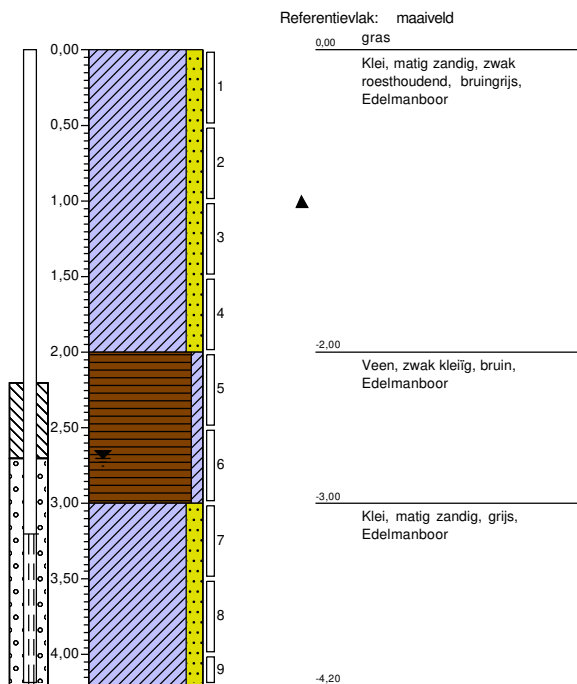 Referentievlak: maaiveld
0,00
gras
0,00
Klei, matig zandig, zwak
roesthoudend, bruingrijs,
Edelmanboor
1
0,50
2
1,00
3
1,50
4
2,00
-2,00
Veen, zwak kleiïg, bruin,
Edelmanboor
5
2,50
6
3,00
-3,00
Klei, matig zandig, grijs,
Edelmanboor
7
3,50
8
4,00
9
-4,20